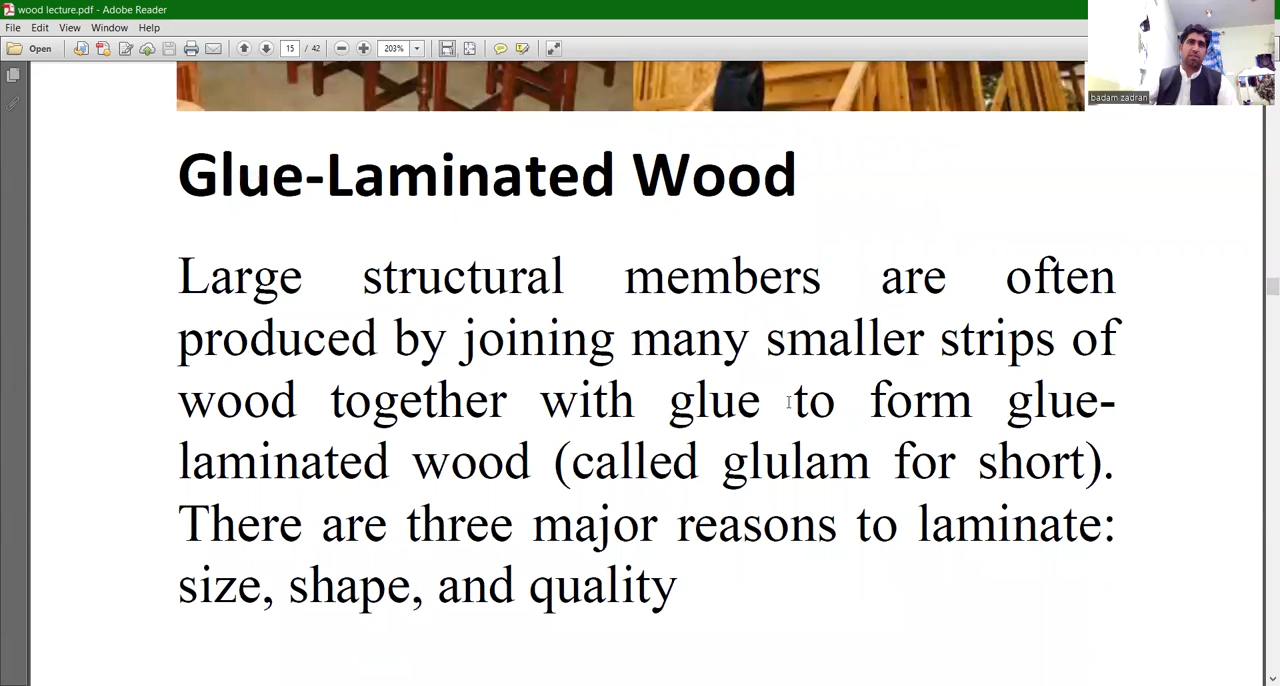 wood lecture.pdf - Adobe Reader
File Edit View Window Help
Open 15 / 42 203%
badam zadran
Glue-Laminated Wood
Large structural members are often
produced by joining many smaller strips of
wood together with glue to form glue-
laminated wood (called glulam for short).
There are three major reasons to laminate:
size, shape, and quality